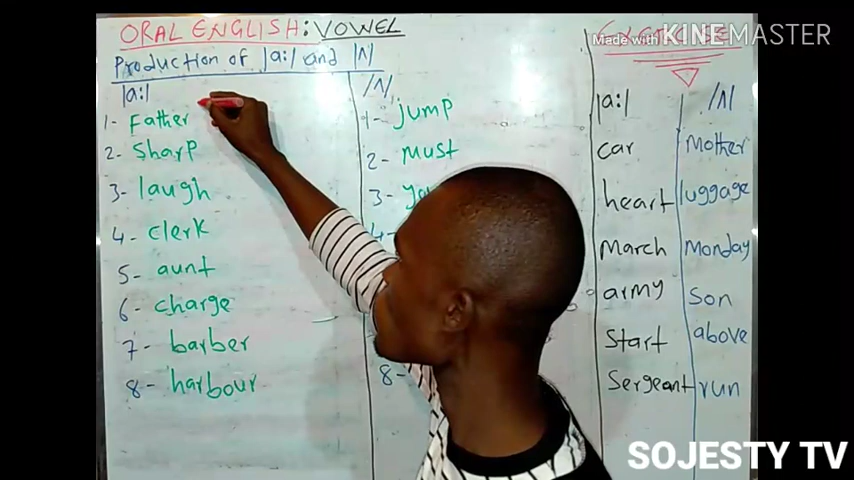 ORAL ENGLISH: VOWEL
Production of |a:| and |ʌ|
|a:|
1- Father
2- Sharp
3- laugh
4- clerk
5- aunt
6- charge
7- barber
8- harbour
/ʌ/
1- jump
2- must
3-
4-
8-
Made with KINEMASTER
|a:| /ʌ/
car Mother
heart luggage
March Monday
army Son
Start above
Sergeant run
SOJESTY TV